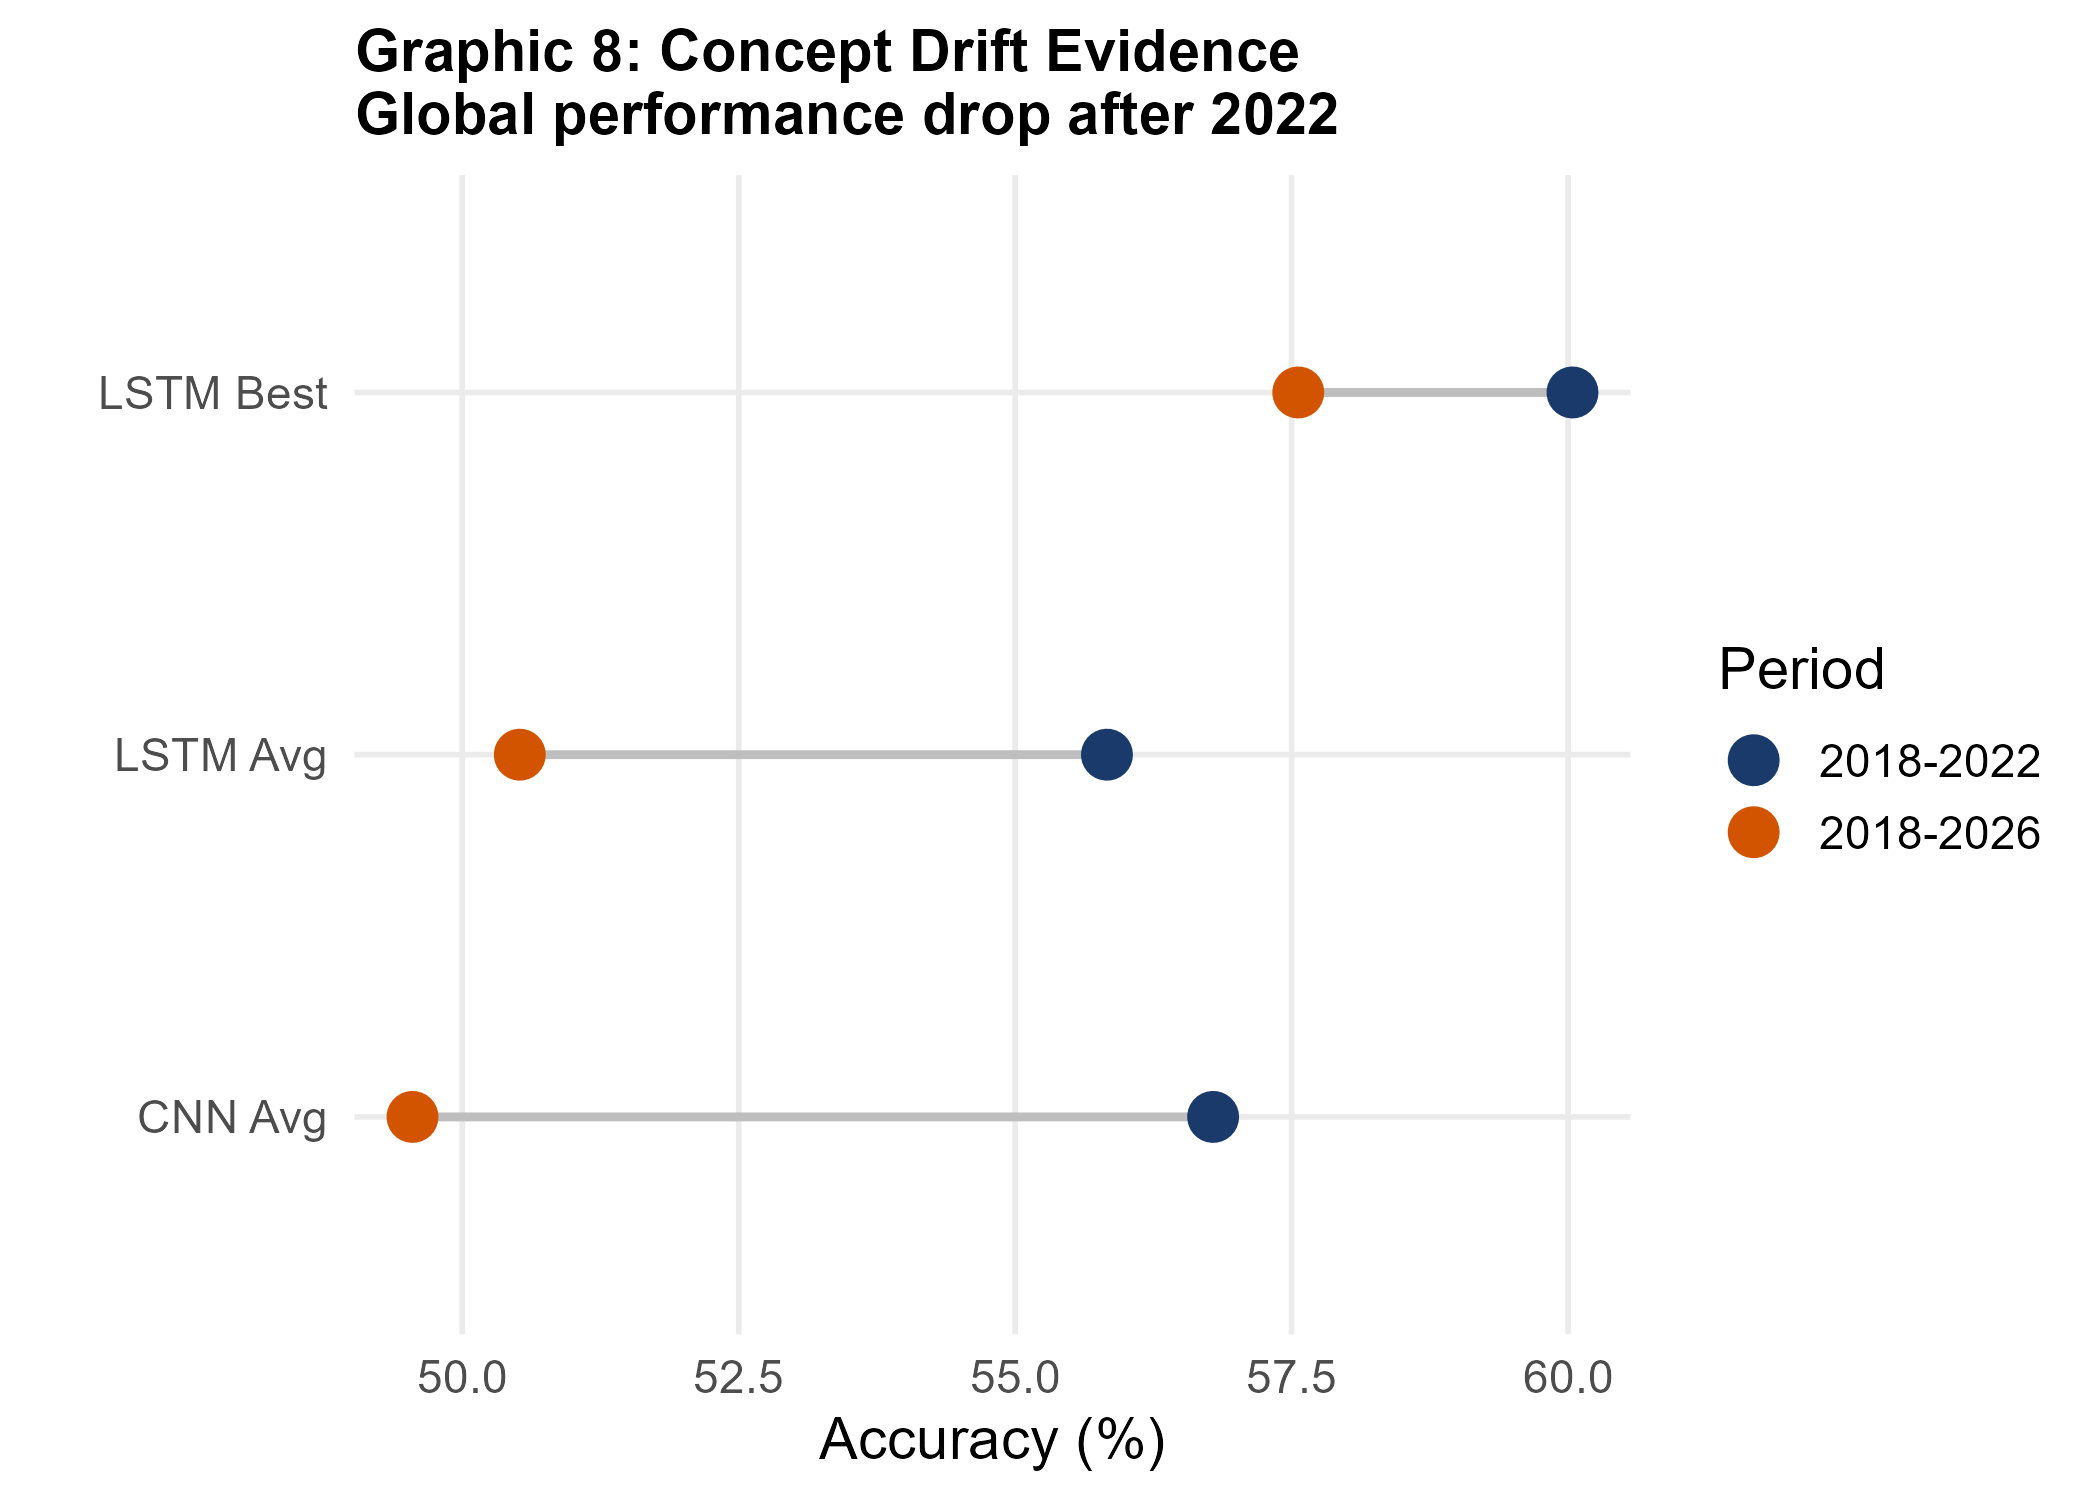 Graphic 8: Concept Drift Evidence
Global performance drop after 2022
LSTM Best
LSTM Avg
CNN Avg
50.0 52.5 55.0 57.5 60.0
Accuracy (%)
Period
2018-2022
2018-2026